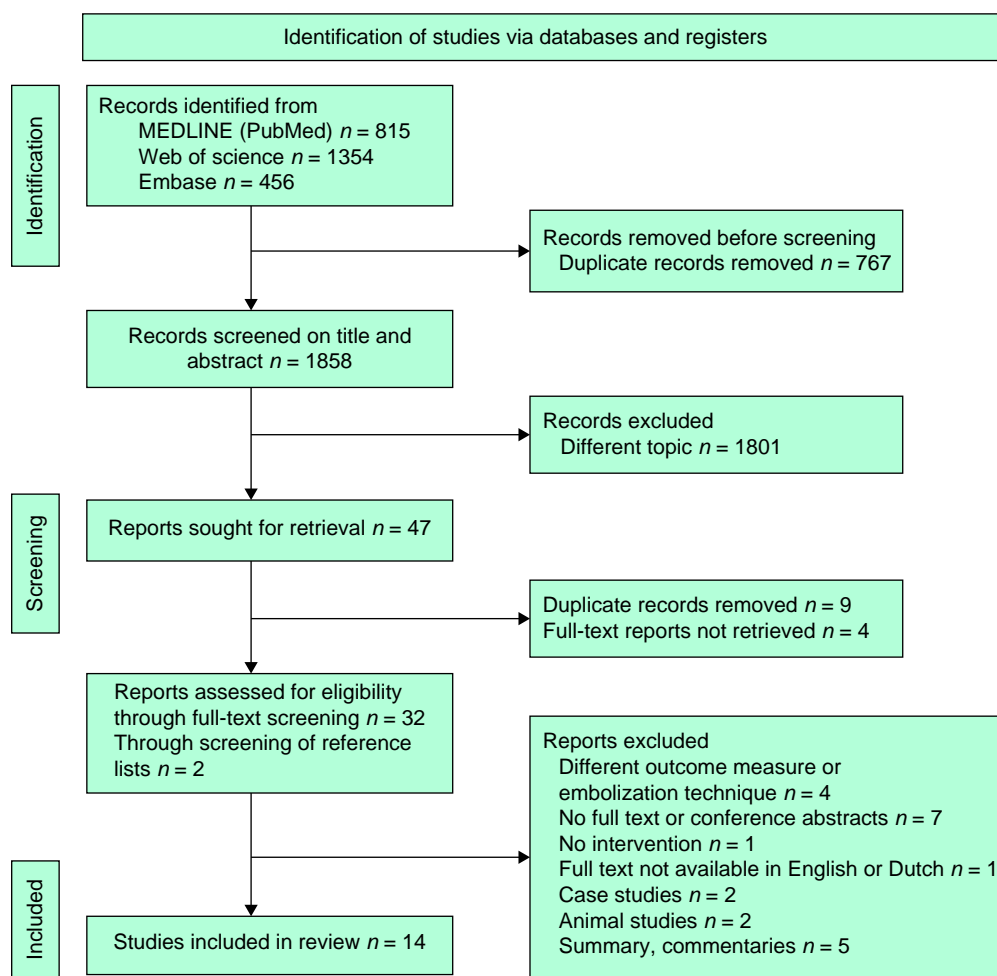 Identification of studies via databases and registers
Identification
Records identified from
MEDLINE (PubMed) n = 815
Web of science n = 1354
Embase n = 456
Records removed before screening
Duplicate records removed n = 767
Records screened on title and
abstract n = 1858
Records excluded
Different topic n = 1801
Screening
Reports sought for retrieval n = 47
Duplicate records removed n = 9
Full-text reports not retrieved n = 4
Reports assessed for eligibility
through full-text screening n = 32
Through screening of reference
lists n = 2
Reports excluded
Different outcome measure or
embolization technique n = 4
No full text or conference abstracts n = 7
No intervention n = 1
Full text not available in English or Dutch n = 1
Case studies n = 2
Animal studies n = 2
Summary, commentaries n = 5
Included
Studies included in review n = 14